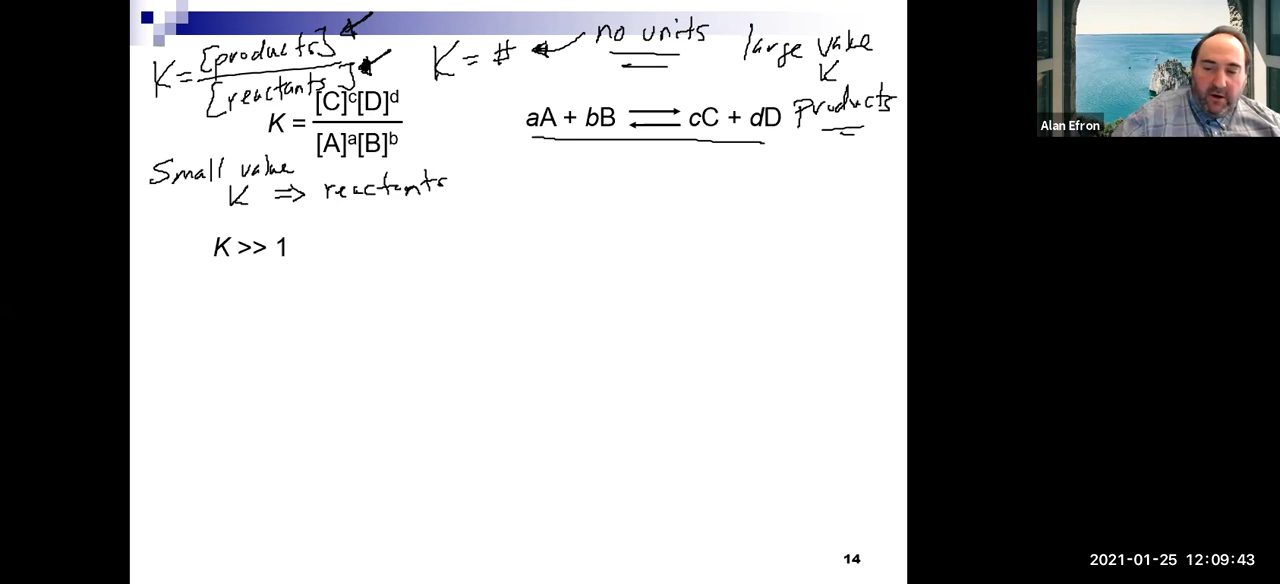 K = [products] / [reactants]
K = # ← no units
large value
K
products
K = [C]ᶜ[D]ᵈ / [A]ᵃ[B]ᵇ
aA + bB ⇌ cC + dD
Small value
K ⇒ reactants
K >> 1
14
Alan Efron
2021-01-25 12:09:43